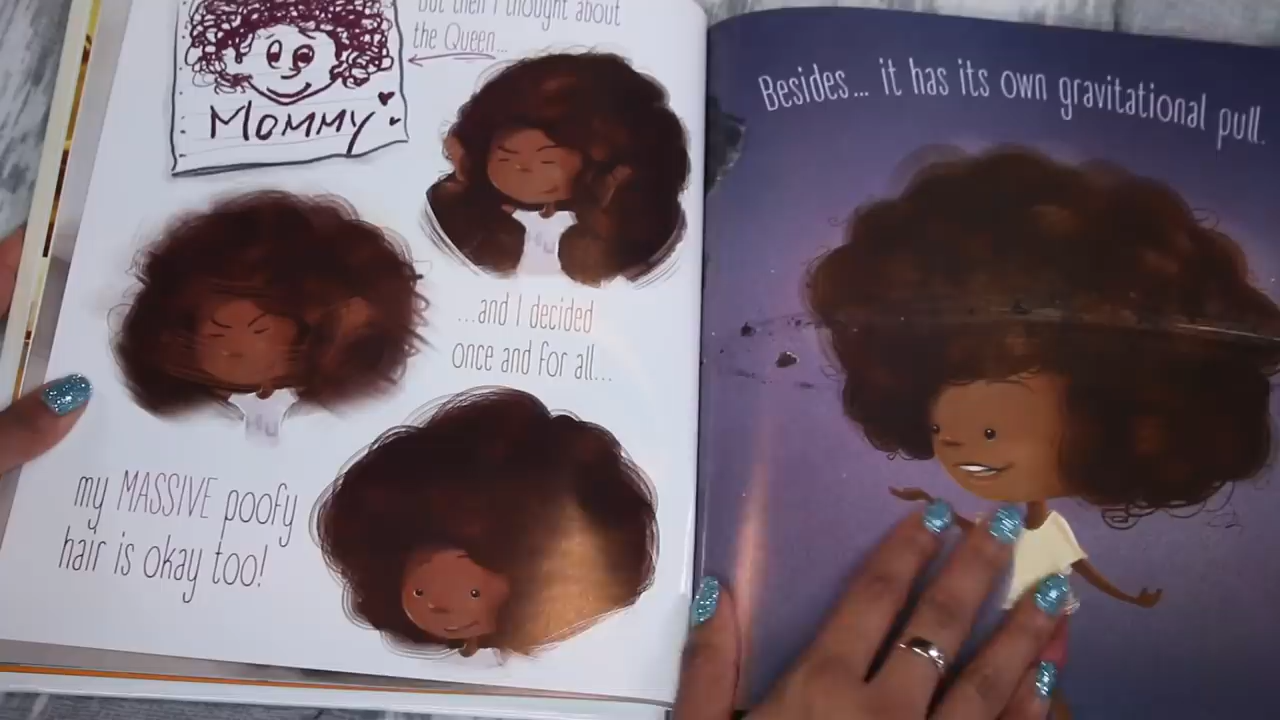 MOMMY
But then I thought about
the Queen...
...and I decided
once and for all...
my MASSIVE poofy
hair is okay too!
Besides... it has its own gravitational pull.